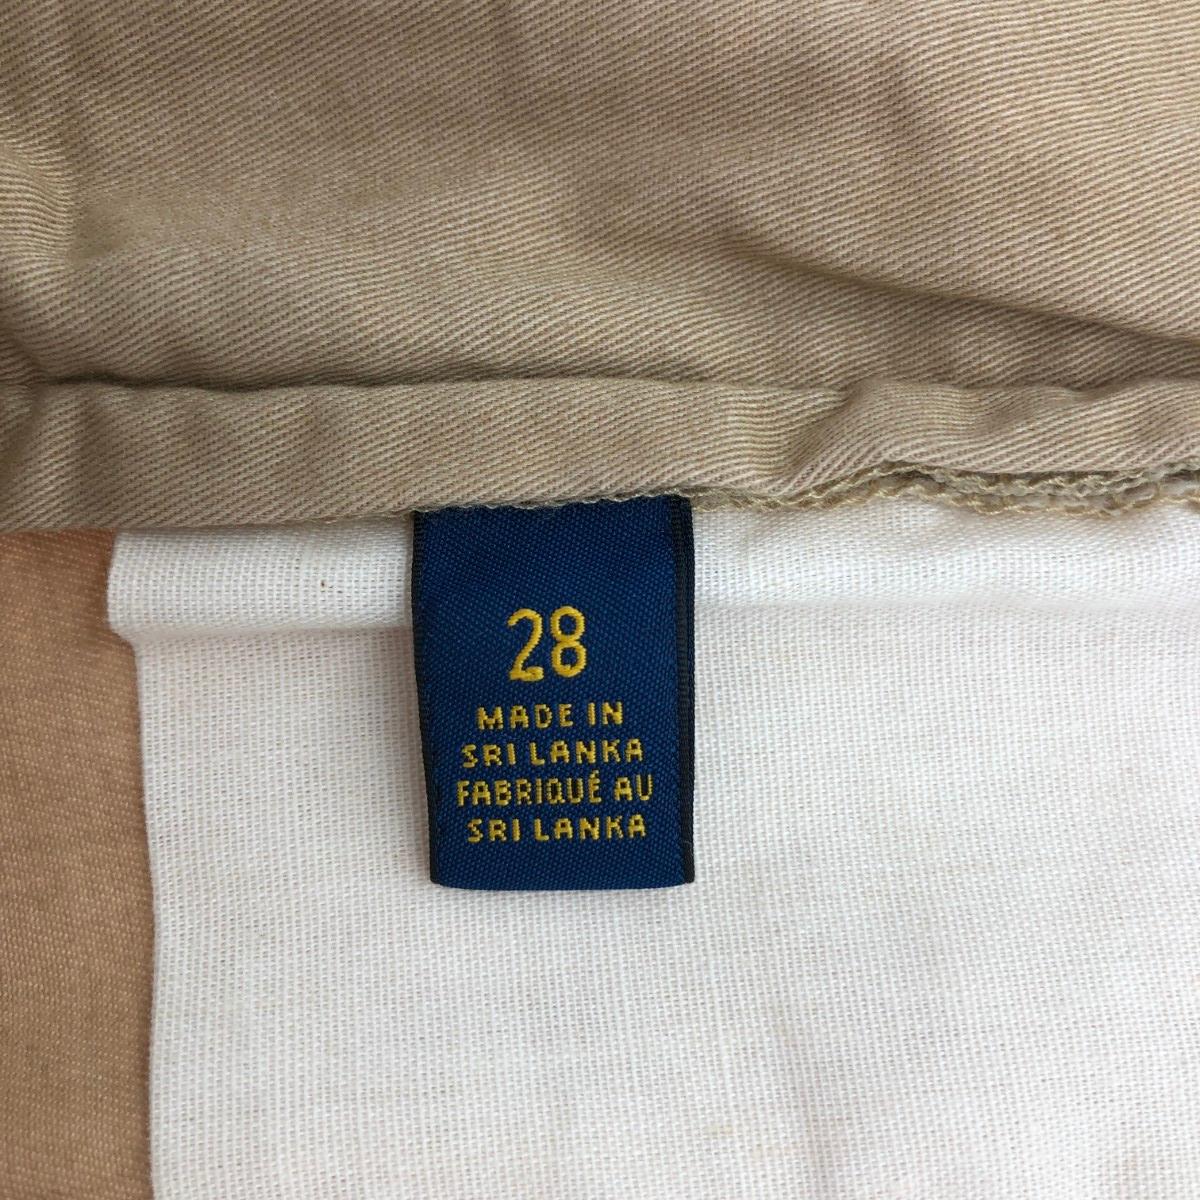 28
MADE IN
SRI LANKA
FABRIQUÉ AU
SRI LANKA